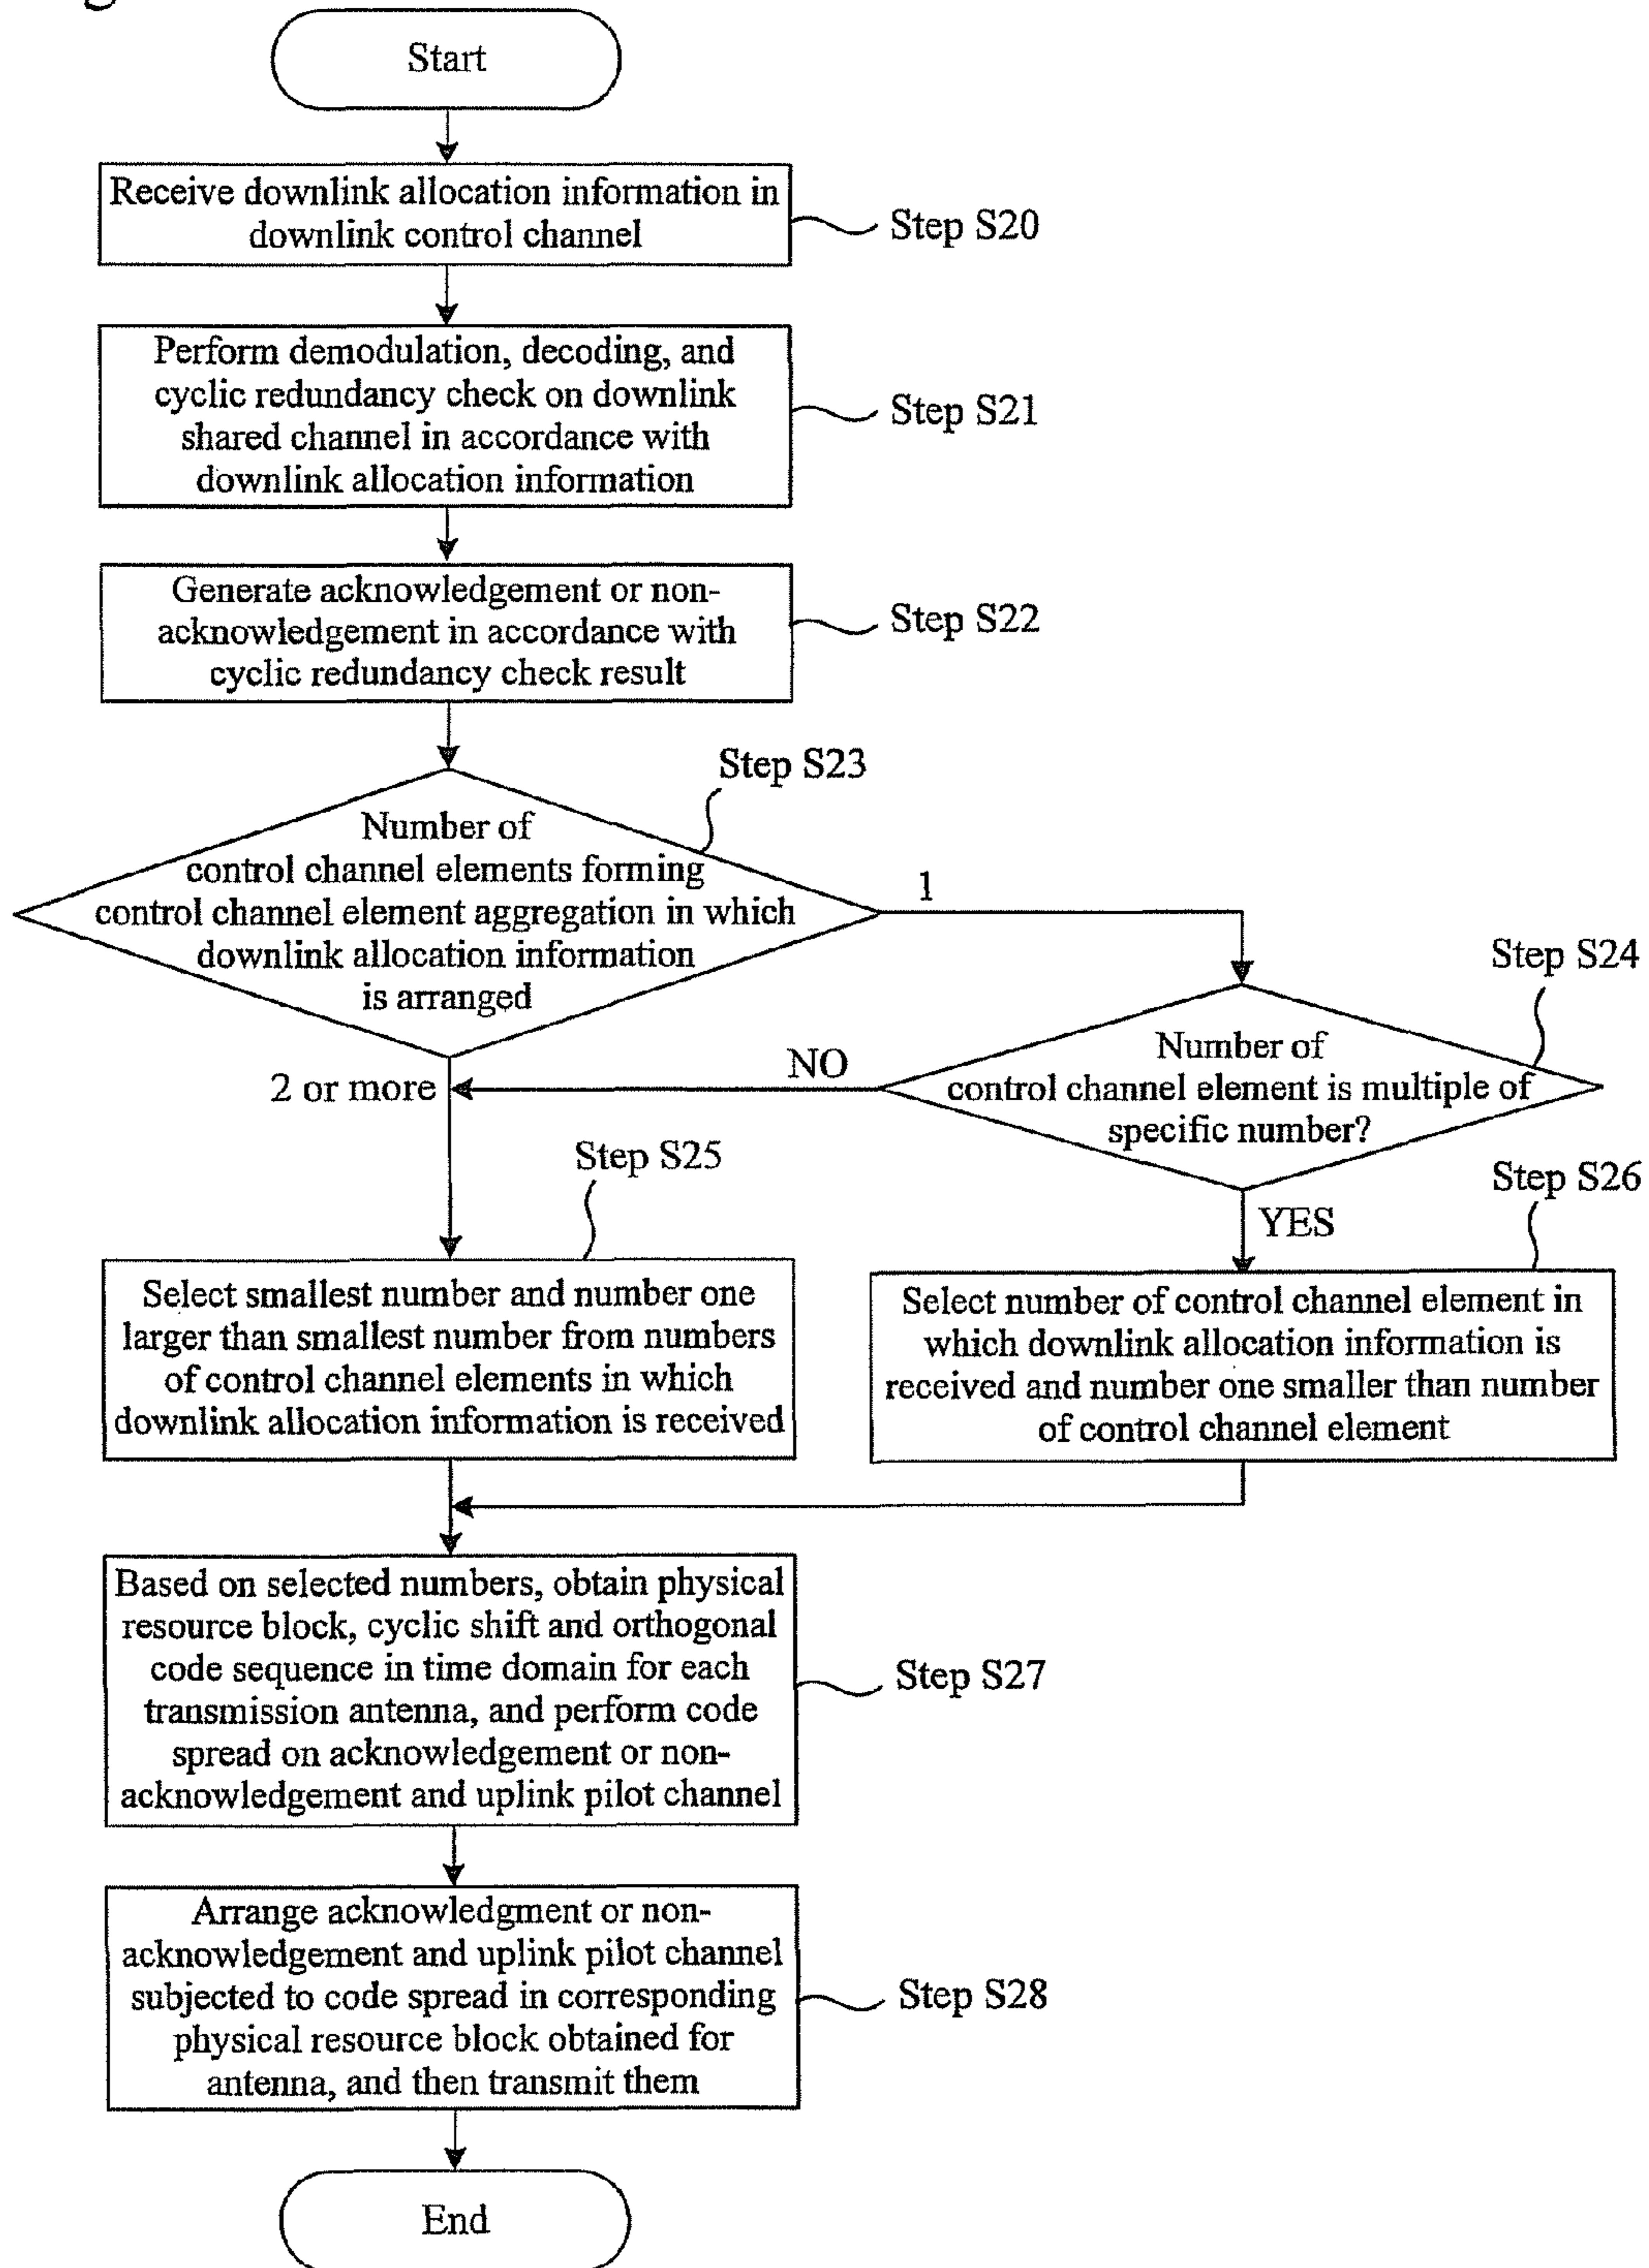 Start
Receive downlink allocation information in
downlink control channel
Step S20
Perform demodulation, decoding, and
cyclic redundancy check on downlink
shared channel in accordance with
downlink allocation information
Step S21
Generate acknowledgement or non-
acknowledgement in accordance with
cyclic redundancy check result
Step S22
Step S23
Number of
control channel elements forming
control channel element aggregation in which
downlink allocation information
is arranged
1
2 or more
Step S24
Number of
control channel element is multiple of
specific number?
NO
YES
Step S25
Select smallest number and number one
larger than smallest number from numbers
of control channel elements in which
downlink allocation information is received
Step S26
Select number of control channel element in
which downlink allocation information is
received and number one smaller than number
of control channel element
Based on selected numbers, obtain physical
resource block, cyclic shift and orthogonal
code sequence in time domain for each
transmission antenna, and perform code
spread on acknowledgement or non-
acknowledgement and uplink pilot channel
Step S27
Arrange acknowledgment or non-
acknowledgement and uplink pilot channel
subjected to code spread in corresponding
physical resource block obtained for
antenna, and then transmit them
Step S28
End